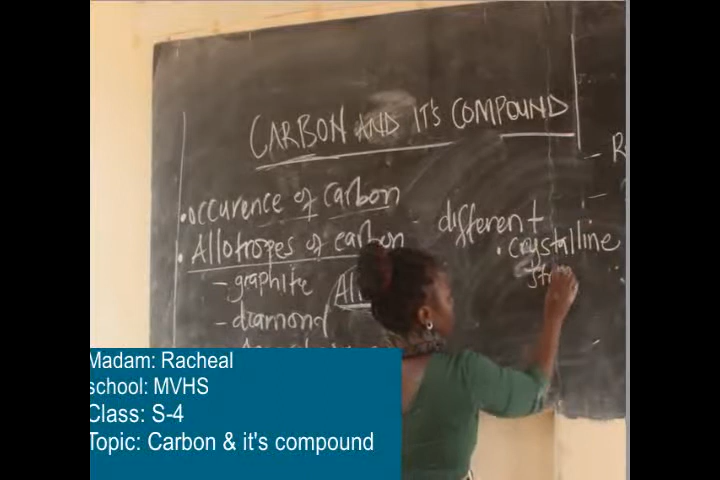 CARBON AND IT'S COMPOUND
• occurence of carbon
• Allotropes of carbon
- graphite
- diamond
All
- different
• crystalline
- R
Madam: Racheal
school: MVHS
Class: S-4
Topic: Carbon & it's compound